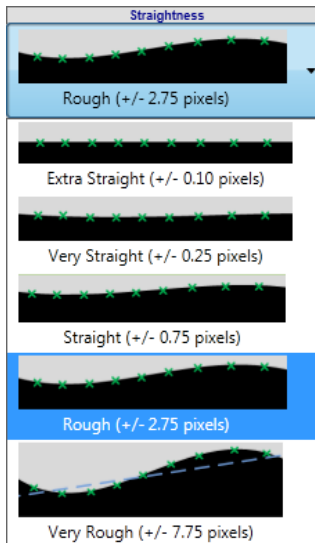 Straightness
Rough (+/- 2.75 pixels)
Extra Straight (+/- 0.10 pixels)
Very Straight (+/- 0.25 pixels)
Straight (+/- 0.75 pixels)
Rough (+/- 2.75 pixels)
Very Rough (+/- 7.75 pixels)